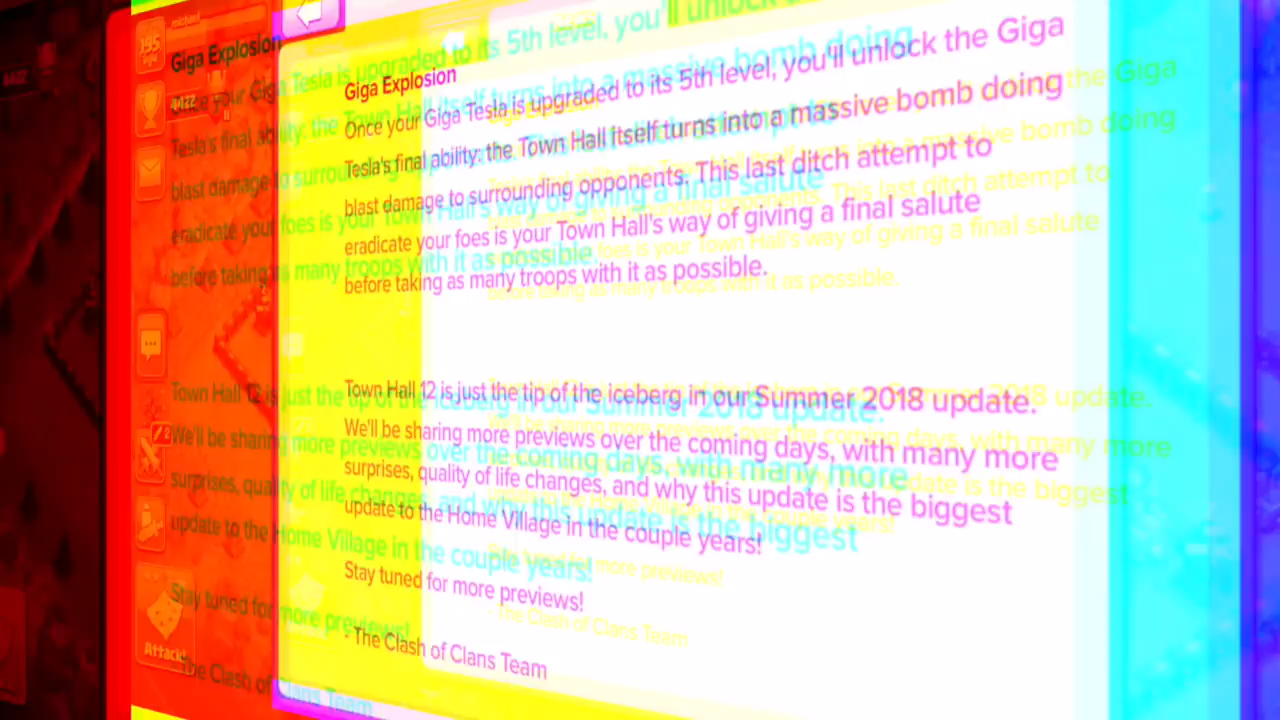 michael
195
4422
Giga Explosion
Once your Giga Tesla is upgraded to its 5th level, you'll unlock the Giga
Tesla's final ability: the Town Hall itself turns into a massive bomb doing
blast damage to surrounding opponents. This last ditch attempt to
eradicate your foes is your Town Hall's way of giving a final salute
before taking as many troops with it as possible.
Town Hall 12 is just the tip of the iceberg in our Summer 2018 update.
We'll be sharing more previews over the coming days, with many more
surprises, quality of life changes, and why this update is the biggest
update to the Home Village in the couple years!
Stay tuned for more previews!
- The Clash of Clans Team
Attack!